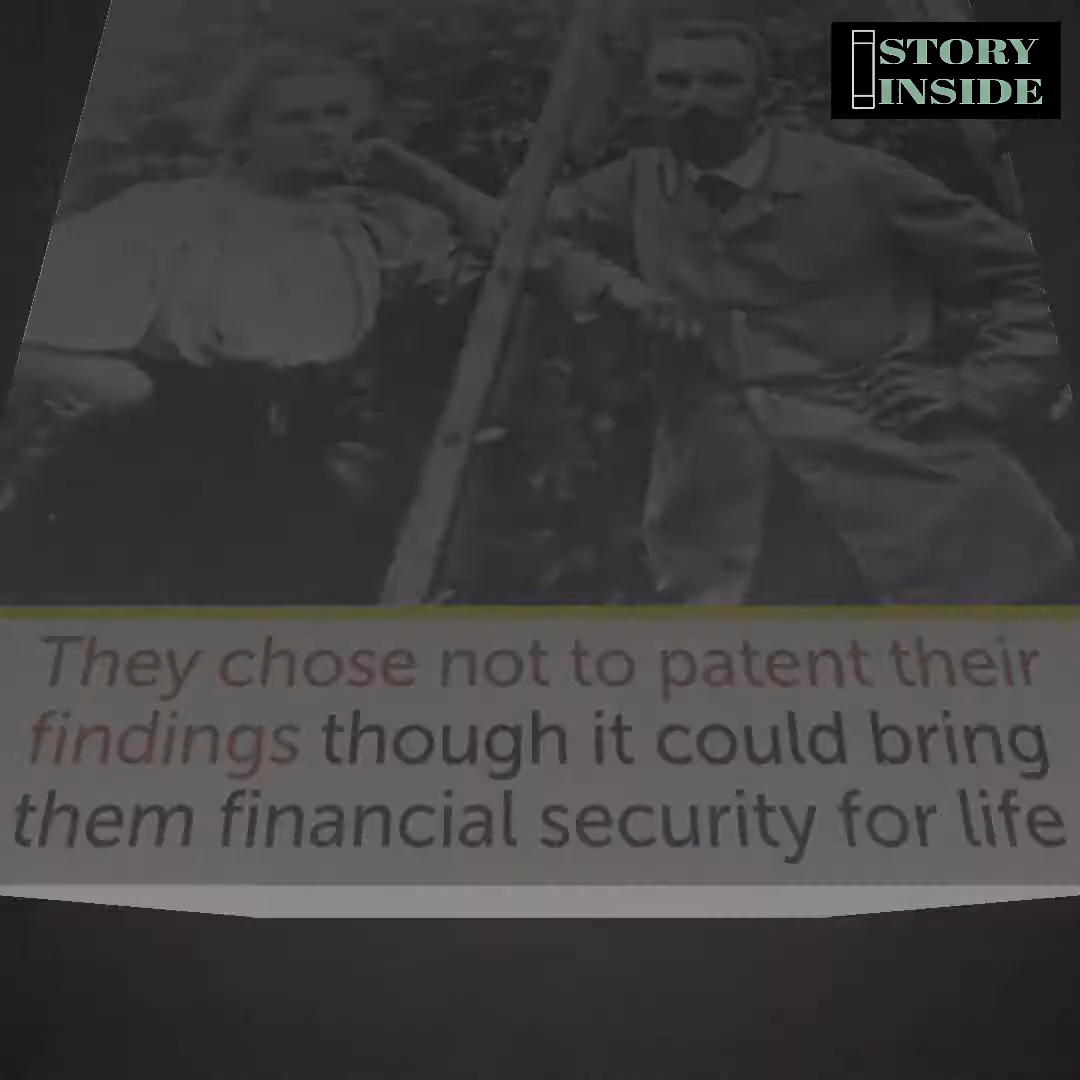 STORY
INSIDE
They chose not to patent their
findings though it could bring
them financial security for life